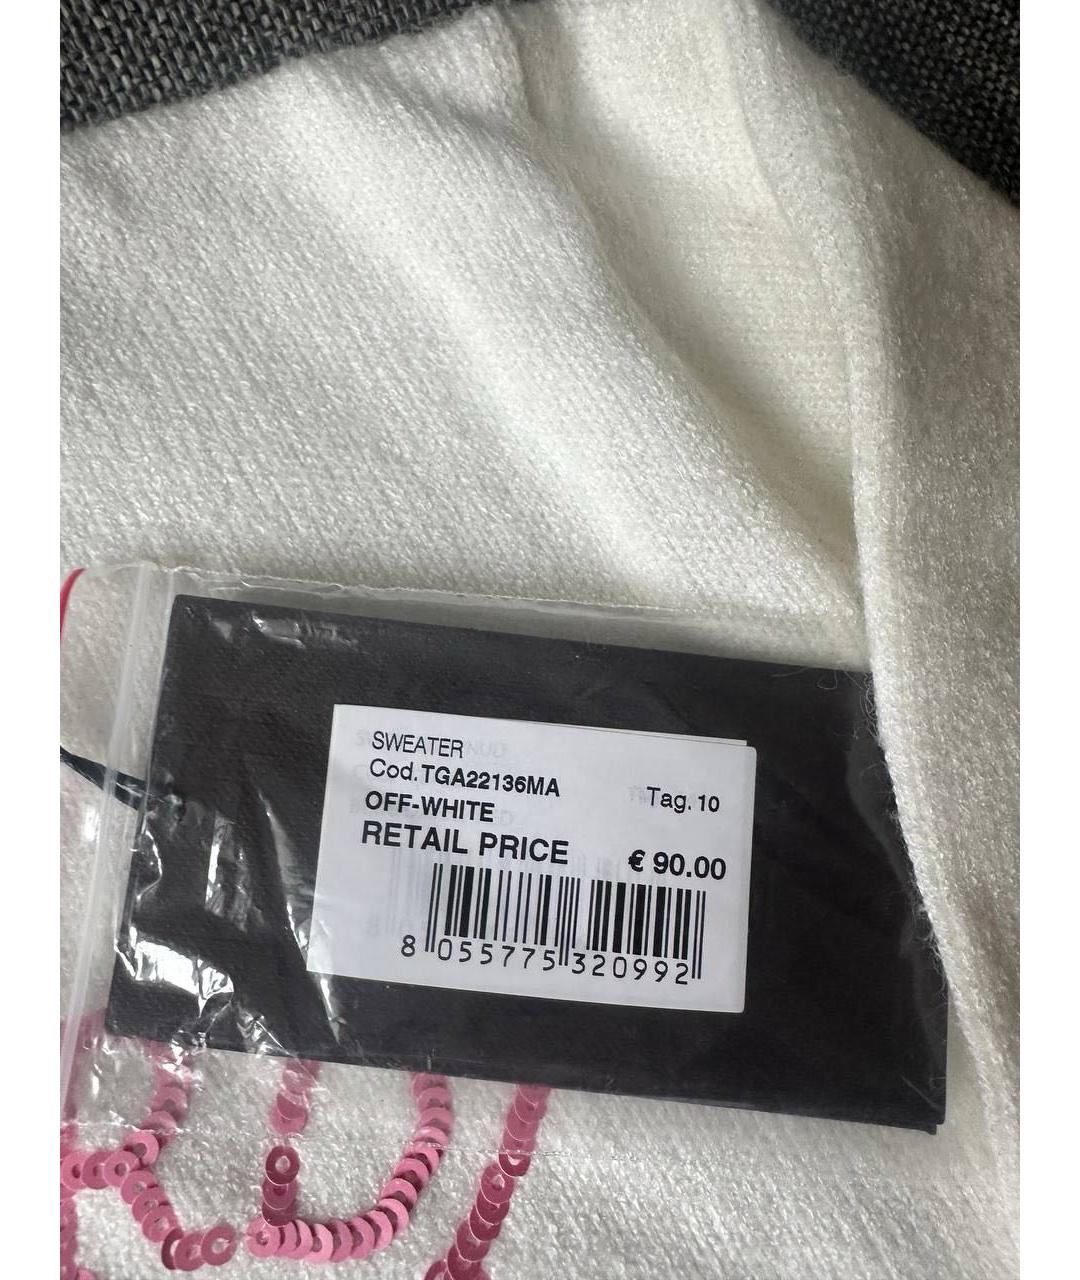 SWEATER
Cod.TGA22136MA
Tag. 10
OFF-WHITE
RETAIL PRICE
€ 90.00
8 055775 320992